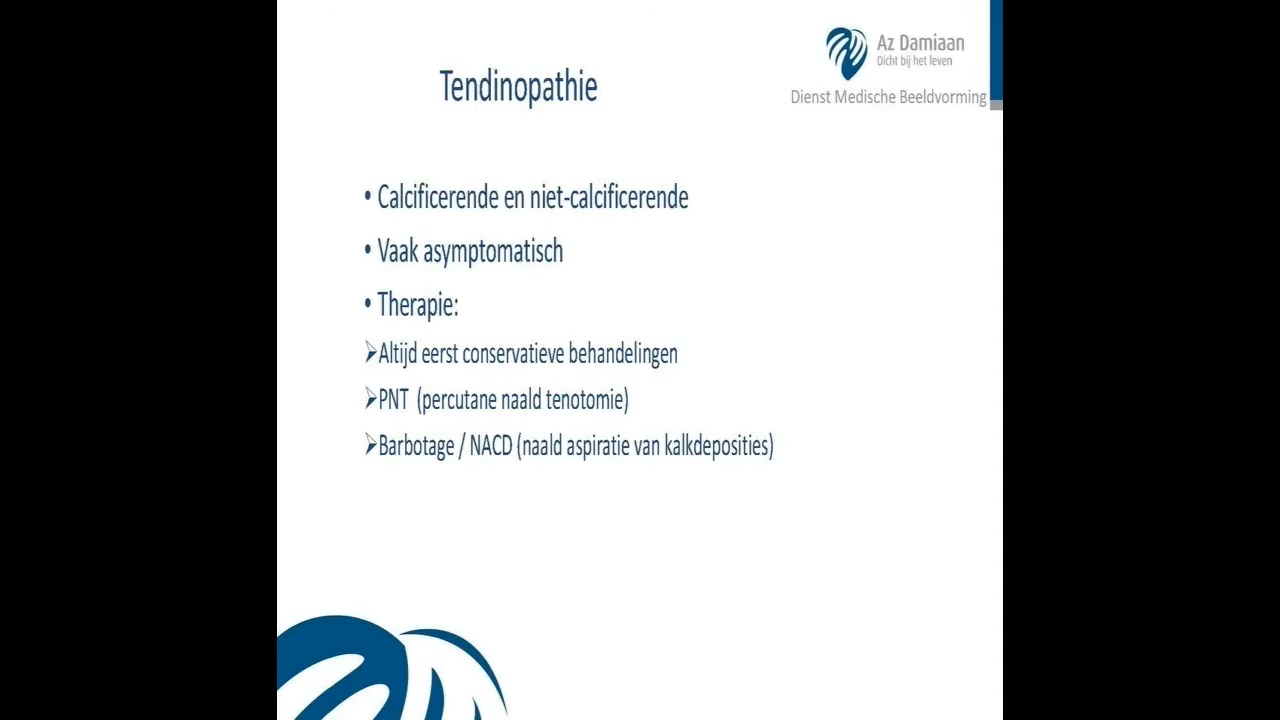 Az Damiaan
Dicht bij het leven
Dienst Medische Beeldvorming
Tendinopathie
• Calcificerende en niet-calcificerende
• Vaak asymptomatisch
• Therapie:
➢Altijd eerst conservatieve behandelingen
➢PNT (percutane naald tenotomie)
➢Barbotage / NACD (naald aspiratie van kalkdeposities)